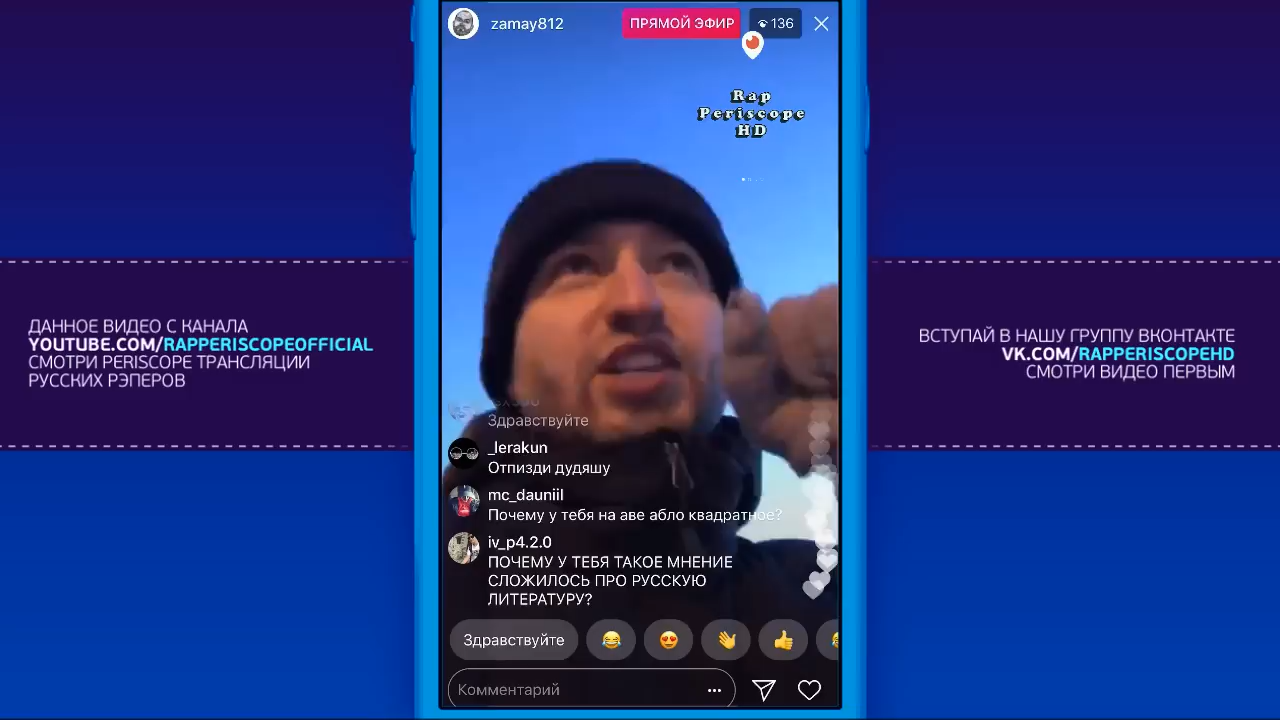 zamay812
ПРЯМОЙ ЭФИР
136
Rap
Periscope
HD
ДАННОЕ ВИДЕО С КАНАЛА
YOUTUBE.COM/RAPPERISCOPEOFFICIAL
СМОТРИ PERISCOPE ТРАНСЛЯЦИИ
РУССКИХ РЭПЕРОВ
ВСТУПАЙ В НАШУ ГРУППУ ВКОНТАКТЕ
VK.COM/RAPPERISCOPEHD
СМОТРИ ВИДЕО ПЕРВЫМ
Здравствуйте
_lerakun
Отпизди дудяшу
mc_dauniil
Почему у тебя на аве абло квадратное?
iv_p4.2.0
ПОЧЕМУ У ТЕБЯ ТАКОЕ МНЕНИЕ
СЛОЖИЛОСЬ ПРО РУССКУЮ
ЛИТЕРАТУРУ?
Здравствуйте
Комментарий